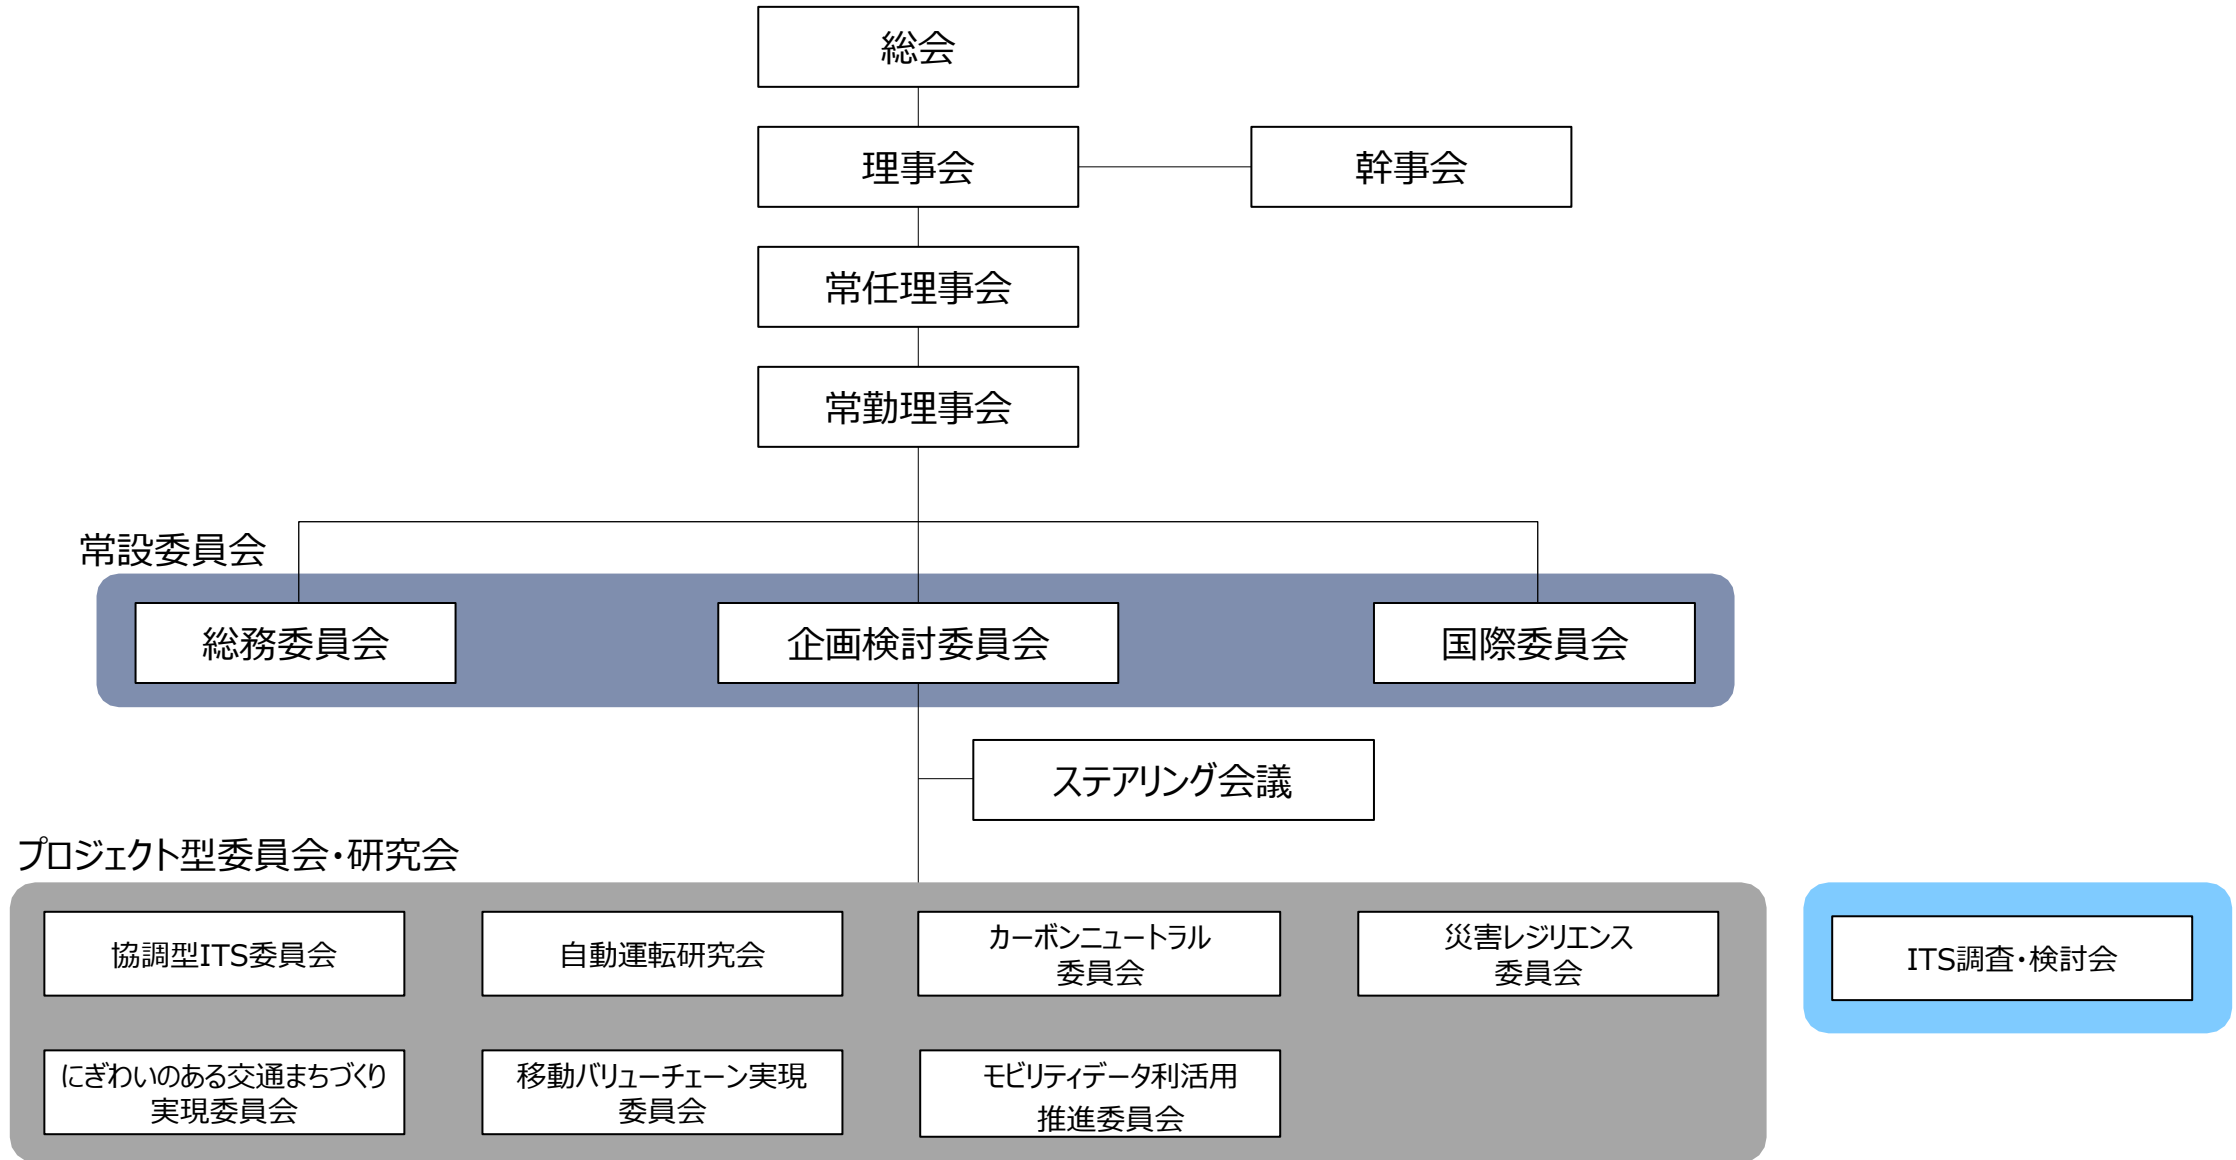 総会
理事会
幹事会
常任理事会
常勤理事会
常設委員会
総務委員会
企画検討委員会
国際委員会
ステアリング会議
プロジェクト型委員会・研究会
協調型ITS委員会
自動運転研究会
カーボンニュートラル
委員会
災害レジリエンス
委員会
ITS調査・検討会
にぎわいのある交通まちづくり
実現委員会
移動バリューチェーン実現
委員会
モビリティデータ利活用
推進委員会